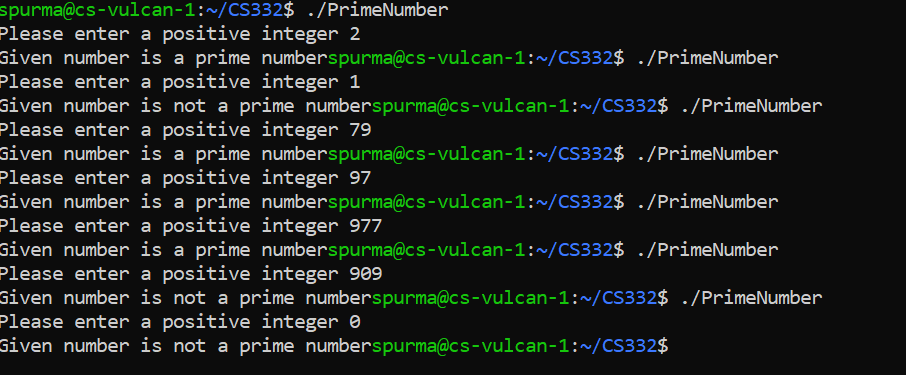 spurma@cs-vulcan-1:~/CS332$ ./PrimeNumber
Please enter a positive integer 2
Given number is a prime numberspurma@cs-vulcan-1:~/CS332$ ./PrimeNumber
Please enter a positive integer 1
Given number is not a prime numberspurma@cs-vulcan-1:~/CS332$ ./PrimeNumber
Please enter a positive integer 79
Given number is a prime numberspurma@cs-vulcan-1:~/CS332$ ./PrimeNumber
Please enter a positive integer 97
Given number is a prime numberspurma@cs-vulcan-1:~/CS332$ ./PrimeNumber
Please enter a positive integer 977
Given number is a prime numberspurma@cs-vulcan-1:~/CS332$ ./PrimeNumber
Please enter a positive integer 909
Given number is not a prime numberspurma@cs-vulcan-1:~/CS332$ ./PrimeNumber
Please enter a positive integer 0
Given number is not a prime numberspurma@cs-vulcan-1:~/CS332$